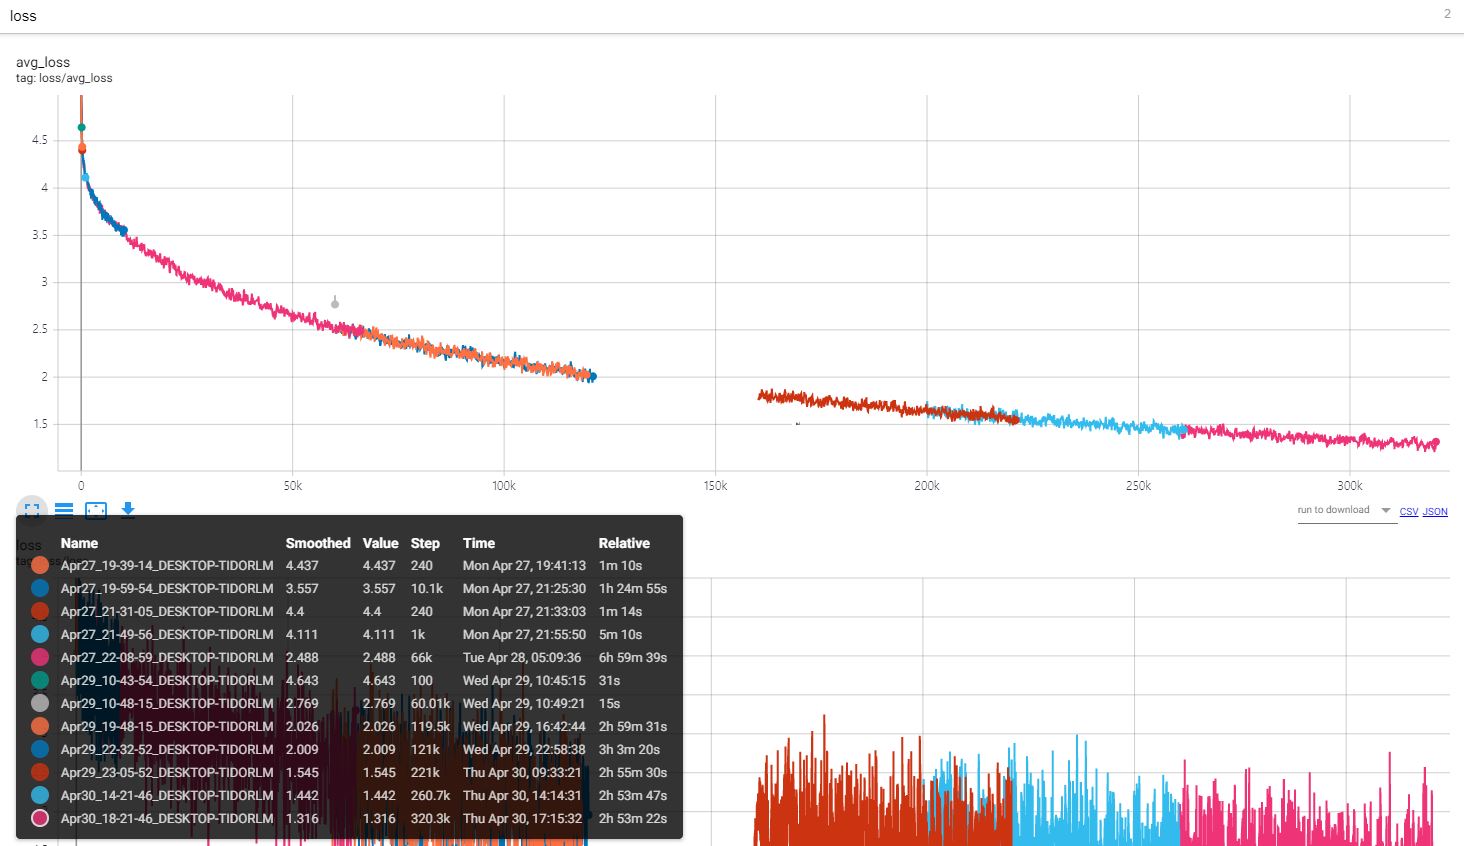 loss
2
avg_loss
tag: loss/avg_loss
4.5
4
3.5
3
2.5
2
1.5
0
50k
100k
150k
200k
250k
300k
run to download
CSV JSON
loss
Name Smoothed Value Step Time Relative
Apr27_19-39-14_DESKTOP-TIDORLM 4.437 4.437 240 Mon Apr 27, 19:41:13 1m 10s
Apr27_19-59-54_DESKTOP-TIDORLM 3.557 3.557 10.1k Mon Apr 27, 21:25:30 1h 24m 55s
Apr27_21-31-05_DESKTOP-TIDORLM 4.4 4.4 240 Mon Apr 27, 21:33:03 1m 14s
Apr27_21-49-56_DESKTOP-TIDORLM 4.111 4.111 1k Mon Apr 27, 21:55:50 5m 10s
Apr27_22-08-59_DESKTOP-TIDORLM 2.488 2.488 66k Tue Apr 28, 05:09:36 6h 59m 39s
Apr29_10-43-54_DESKTOP-TIDORLM 4.643 4.643 100 Wed Apr 29, 10:45:15 31s
Apr29_10-48-15_DESKTOP-TIDORLM 2.769 2.769 60.01k Wed Apr 29, 10:49:21 15s
Apr29_19-48-15_DESKTOP-TIDORLM 2.026 2.026 119.5k Wed Apr 29, 16:42:44 2h 59m 31s
Apr29_22-32-52_DESKTOP-TIDORLM 2.009 2.009 121k Wed Apr 29, 22:58:38 3h 3m 20s
Apr29_23-05-52_DESKTOP-TIDORLM 1.545 1.545 221k Thu Apr 30, 09:33:21 2h 55m 30s
Apr30_14-21-46_DESKTOP-TIDORLM 1.442 1.442 260.7k Thu Apr 30, 14:14:31 2h 53m 47s
Apr30_18-21-46_DESKTOP-TIDORLM 1.316 1.316 320.3k Thu Apr 30, 17:15:32 2h 53m 22s